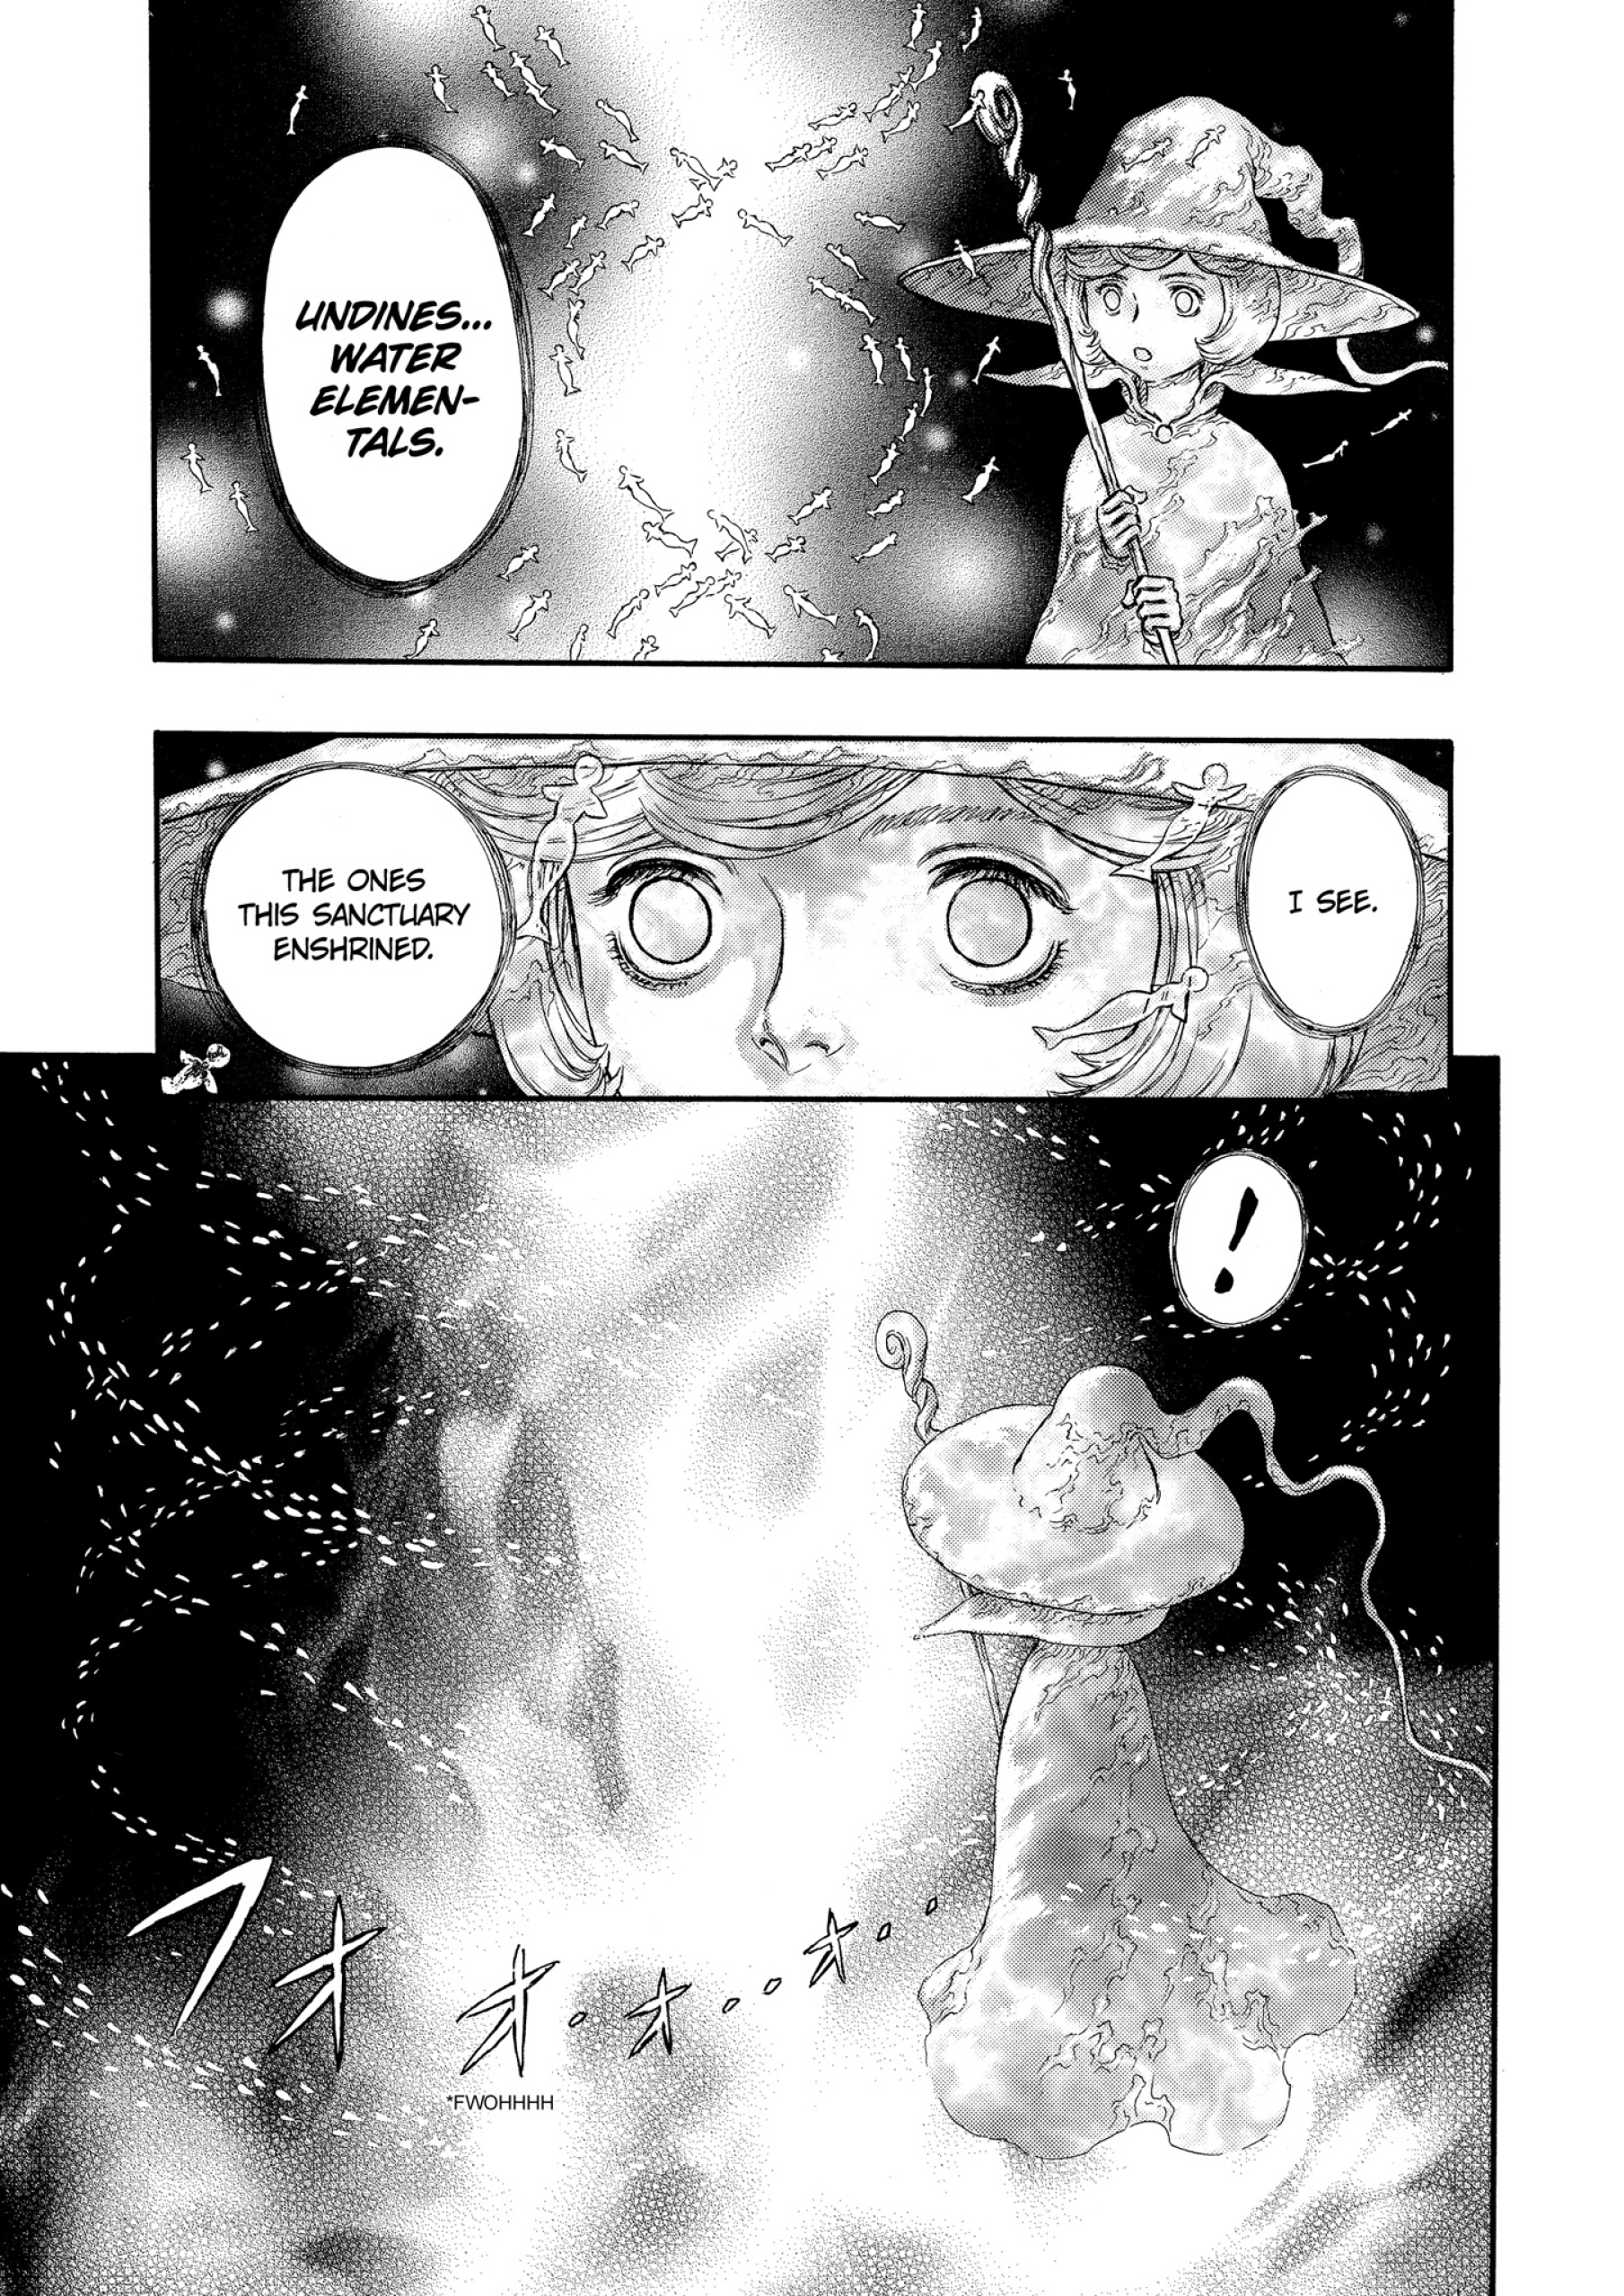 UNDINES...
WATER
ELEMEN-
TALS.
I SEE.
THE ONES
THIS SANCTUARY
ENSHRINED.
!
フオオ・オ・・・オ・・
*FWOHHHH